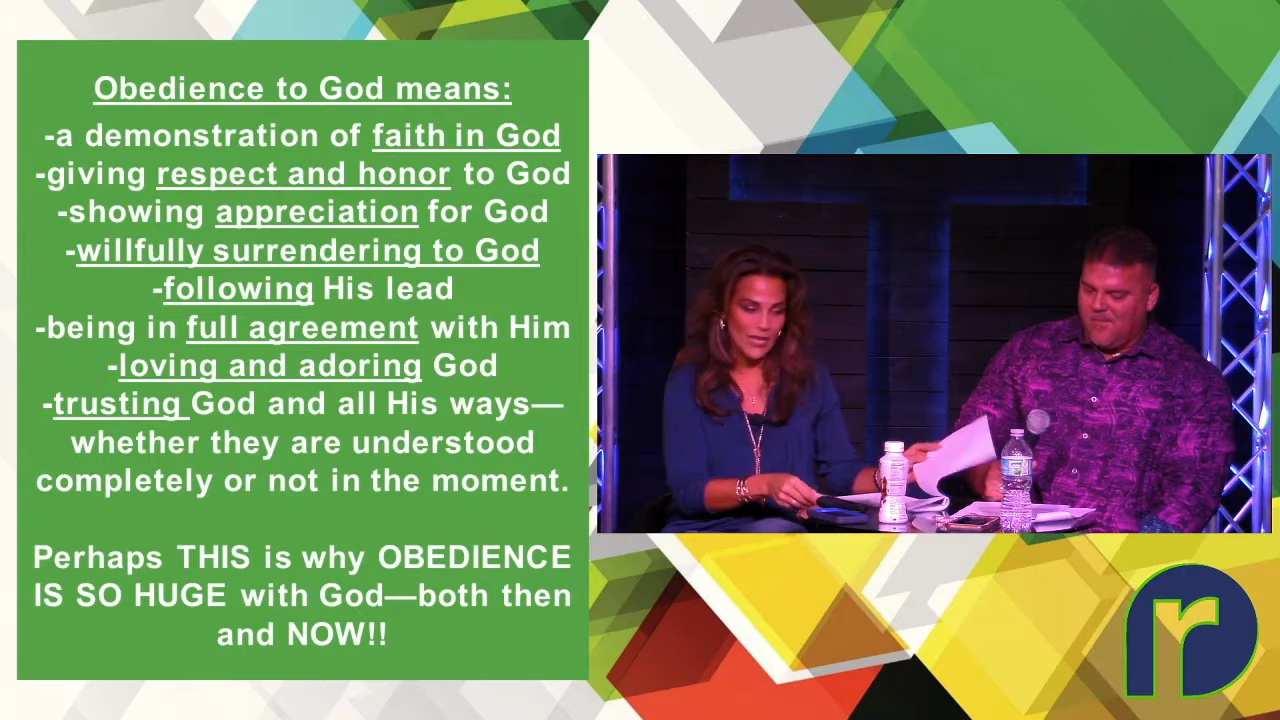 Obedience to God means:
-a demonstration of faith in God
-giving respect and honor to God
-showing appreciation for God
-willfully surrendering to God
-following His lead
-being in full agreement with Him
-loving and adoring God
-trusting God and all His ways—
whether they are understood
completely or not in the moment.
Perhaps THIS is why OBEDIENCE
IS SO HUGE with God—both then
and NOW!!
r